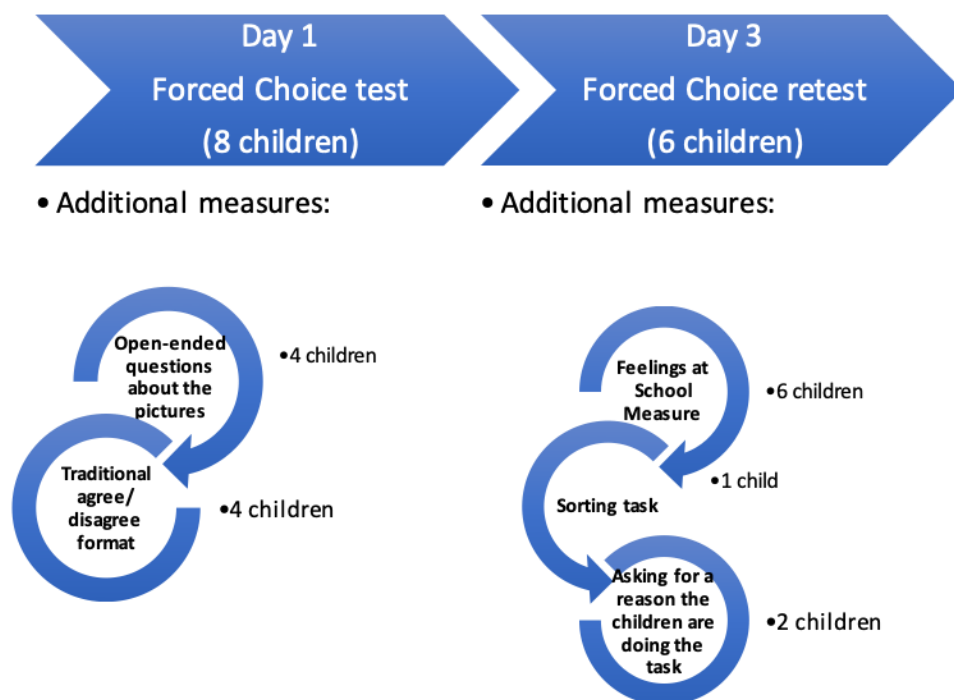 Day 1
Forced Choice test
(8 children)
Day 3
Forced Choice retest
(6 children)
• Additional measures:
• Additional measures:
Open-ended
questions
about the
pictures
•4 children
Traditional
agree/
disagree
format
•4 children
Feelings at
School
Measure
•6 children
Sorting task
•1 child
Asking for a
reason the
children are
doing the
task
•2 children